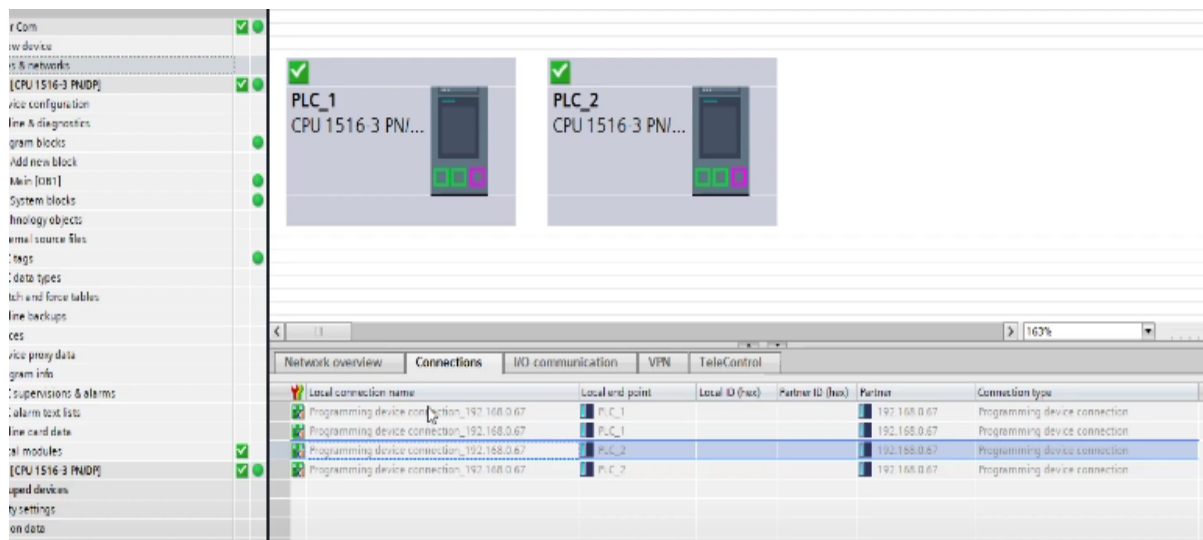 r Com
ew device
s & networks
[CPU 1516-3 PN/DP]
vice configuration
line & diagnostics
gram blocks
Add new block
Main [OB1]
System blocks
hnology objects
ernal source files
tags
data types
tch and force tables
line backups
ces
vice proxy data
gram info
supervisions & alarms
alarm text lists
line card data
al modules
[CPU 1516-3 PN/DP]
uped devices
ty settings
on data
PLC_1
CPU 1516-3 PN/...
PLC_2
CPU 1516-3 PN/...
163%
Network overview Connections I/O communication VPN TeleControl
Local connection name Local end point Local ID (hex) Partner ID (hex) Partner Connection type
Programming device connection_192.168.0.67 PLC_1 192.168.0.67 Programming device connection
Programming device connection_192.168.0.67 PLC_1 192.168.0.67 Programming device connection
Programming device connection_192.168.0.67 PLC_2 192.168.0.67 Programming device connection
Programming device connection_192.168.0.67 PLC_2 192.168.0.67 Programming device connection